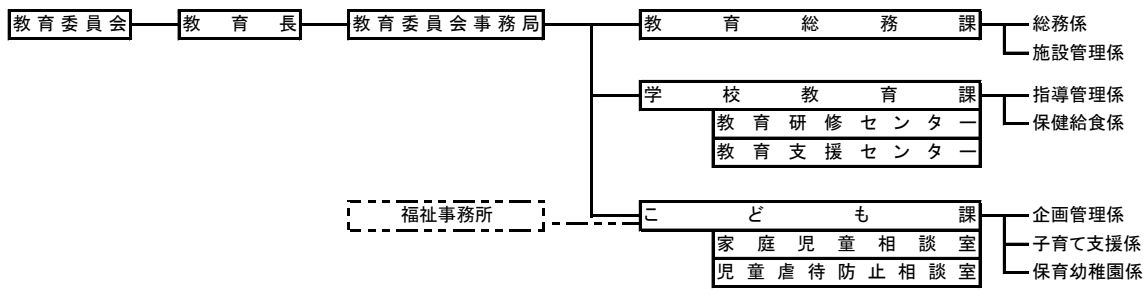 教育委員会 教育長 教育委員会事務局 教育総務課 総務係
施設管理係
学校教育課 指導管理係
教育研修センター 保健給食係
教育支援センター
福祉事務所 こども課 企画管理係
家庭児童相談室 子育て支援係
児童虐待防止相談室 保育幼稚園係